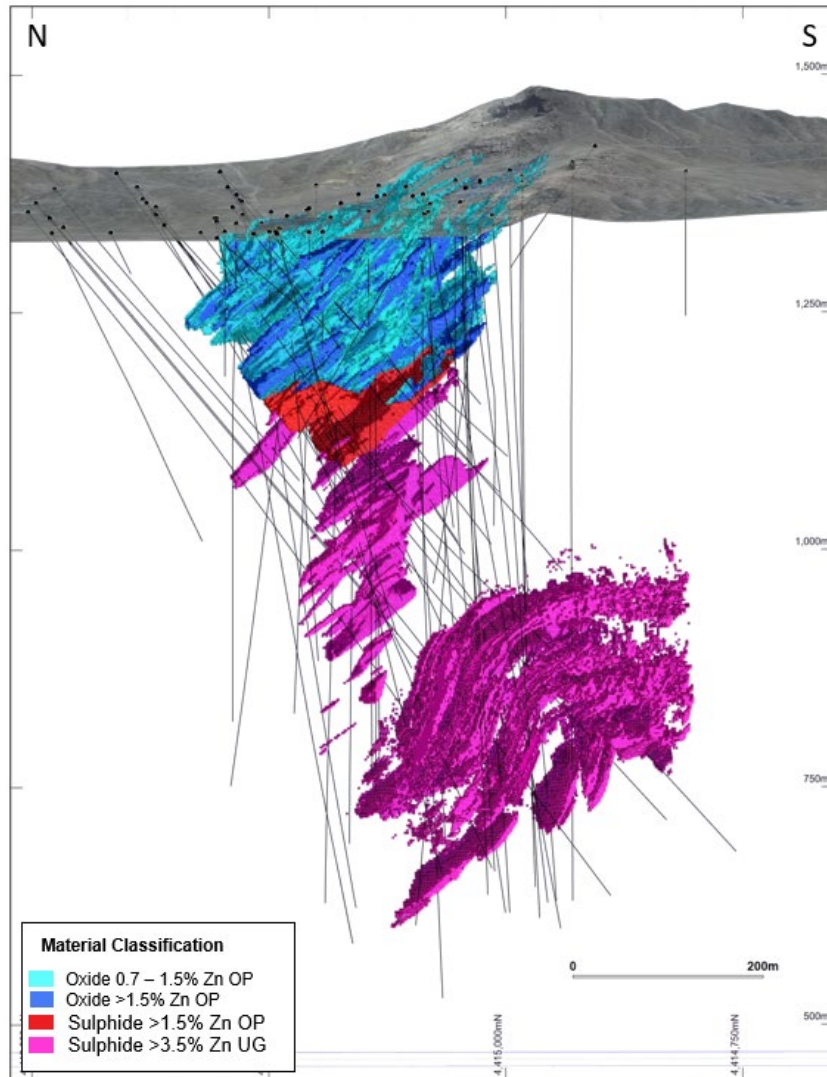 N
S
1,500m
1,250m
1,000m
750m
500m
Material Classification
Oxide 0.7 – 1.5% Zn OP
Oxide >1.5% Zn OP
Sulphide >1.5% Zn OP
Sulphide >3.5% Zn UG
0
200m
4,415,000mN
4,414,750mN